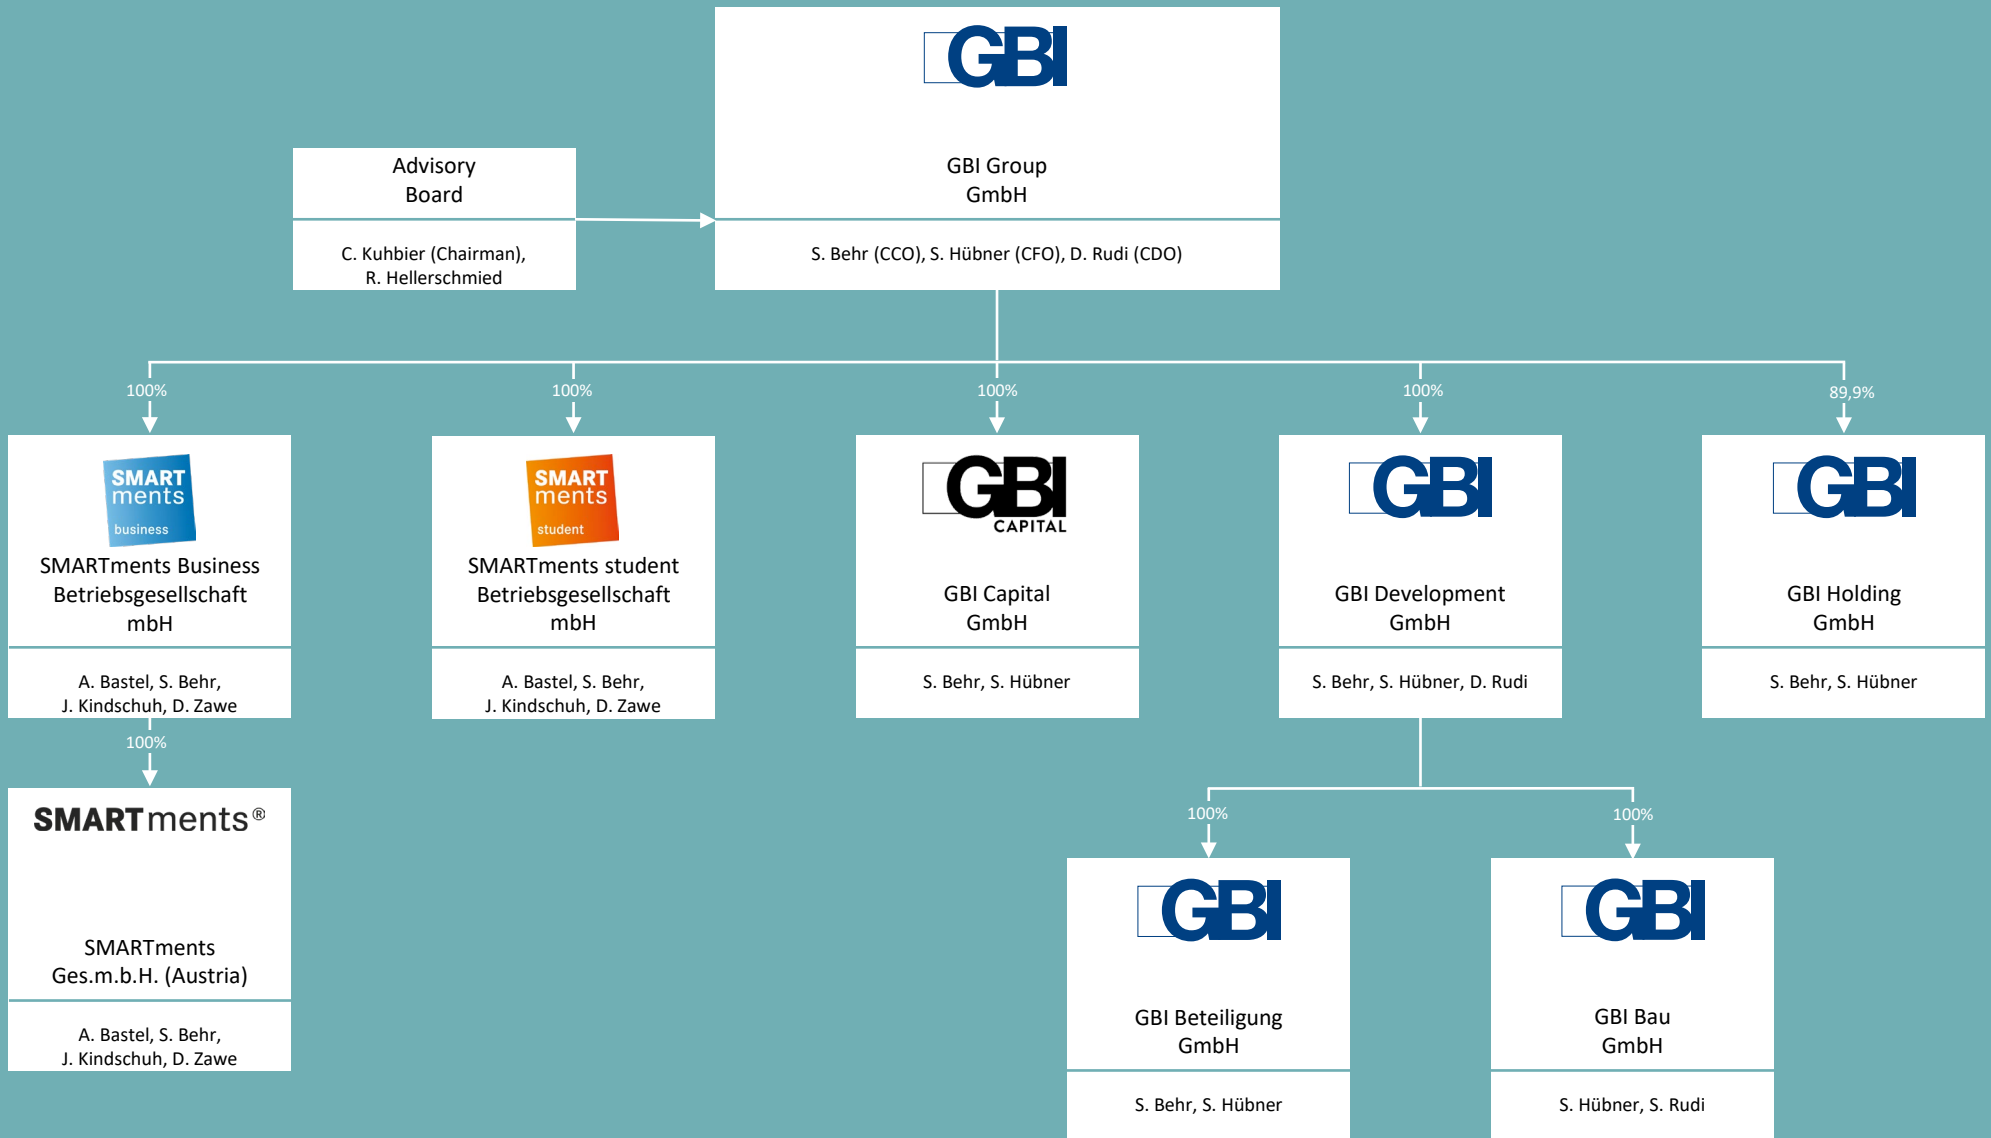 GBI
Advisory
Board
C. Kuhbier (Chairman),
R. Hellerschmied
GBI Group
GmbH
S. Behr (CCO), S. Hübner (CFO), D. Rudi (CDO)
100%
100%
100%
100%
89,9%
SMART
ments
business
SMARTments Business
Betriebsgesellschaft
mbH
A. Bastel, S. Behr,
J. Kindschuh, D. Zawe
SMART
ments
student
SMARTments student
Betriebsgesellschaft
mbH
A. Bastel, S. Behr,
J. Kindschuh, D. Zawe
GBI
CAPITAL
GBI Capital
GmbH
S. Behr, S. Hübner
GBI
GBI Development
GmbH
S. Behr, S. Hübner, D. Rudi
GBI
GBI Holding
GmbH
S. Behr, S. Hübner
100%
SMARTments®
SMARTments
Ges.m.b.H. (Austria)
A. Bastel, S. Behr,
J. Kindschuh, D. Zawe
100%
100%
GBI
GBI Beteiligung
GmbH
S. Behr, S. Hübner
GBI
GBI Bau
GmbH
S. Hübner, S. Rudi